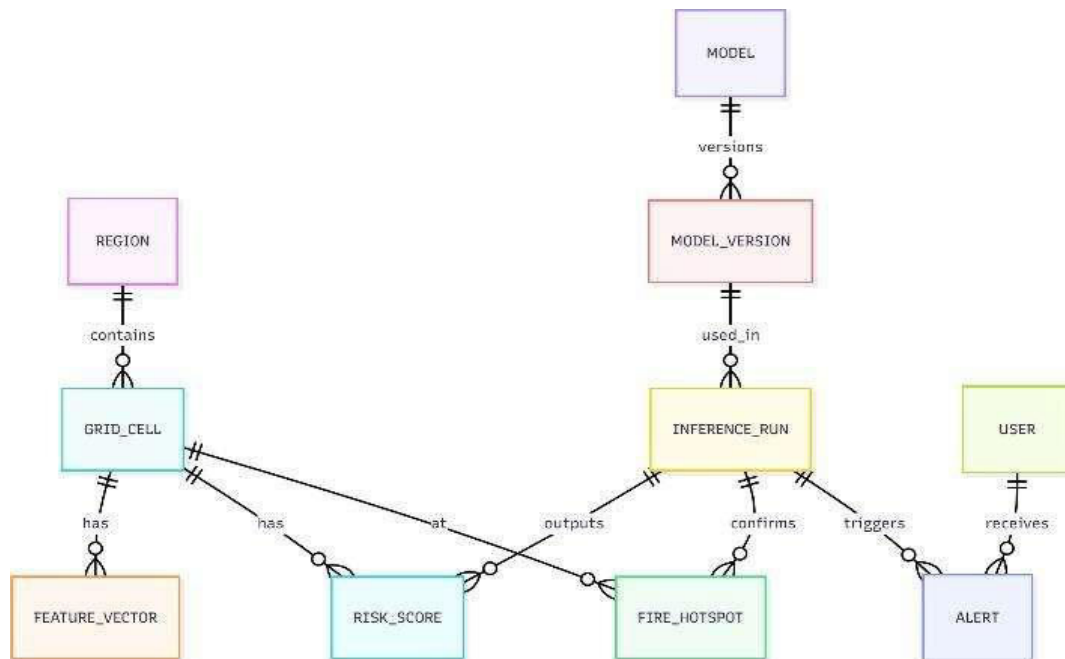 MODEL
versions
REGION
MODEL_VERSION
contains
used_in
GRID_CELL
INFERENCE_RUN
USER
has
has
at
outputs
confirms
triggers
receives
FEATURE_VECTOR
RISK_SCORE
FIRE_HOTSPOT
ALERT